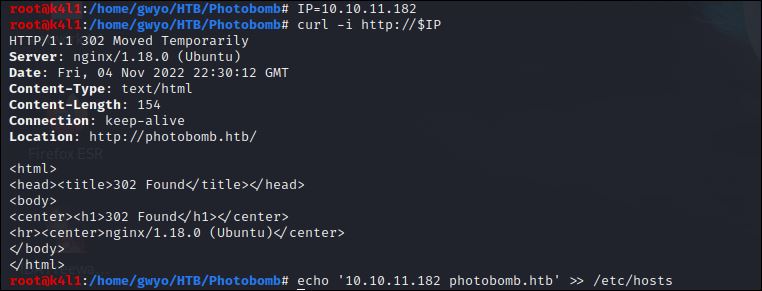 root@k4l1:/home/gwyo/HTB/Photobomb# IP=10.10.11.182
root@k4l1:/home/gwyo/HTB/Photobomb# curl -i http://$IP
HTTP/1.1 302 Moved Temporarily
Server: nginx/1.18.0 (Ubuntu)
Date: Fri, 04 Nov 2022 22:30:12 GMT
Content-Type: text/html
Content-Length: 154
Connection: keep-alive
Location: http://photobomb.htb/
Firefox ESR
<html>
<head><title>302 Found</title></head>
<body>
<center><h1>302 Found</h1></center>
<hr><center>nginx/1.18.0 (Ubuntu)</center>
</body>
</html>
root@k4l1:/home/gwyo/HTB/Photobomb# echo '10.10.11.182 photobomb.htb' >> /etc/hosts